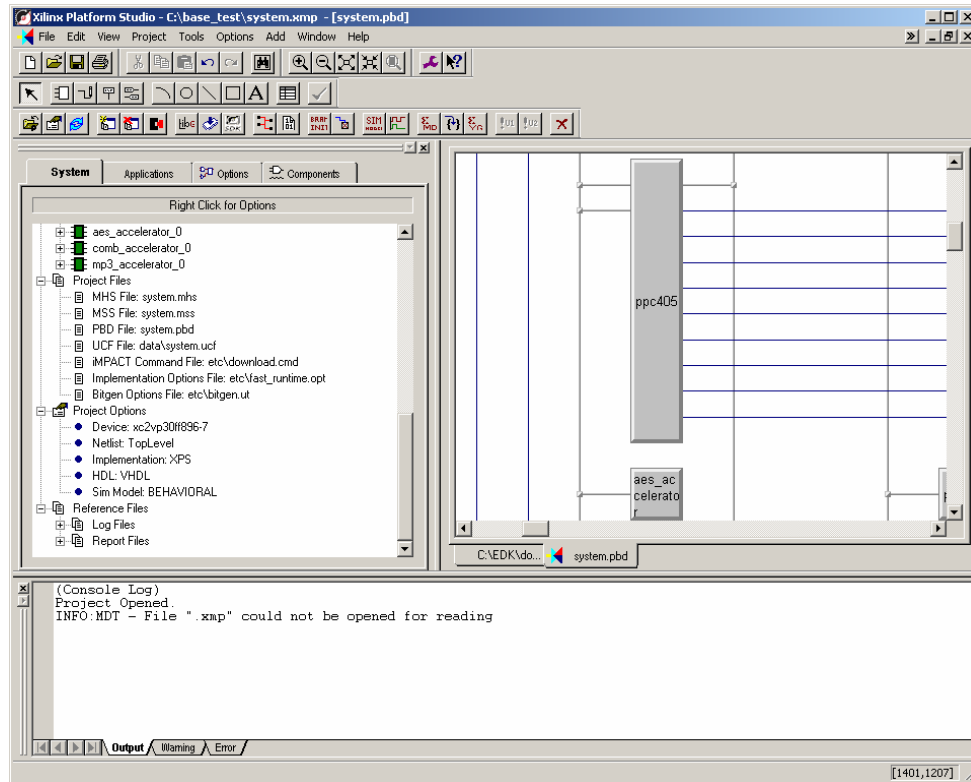 Xilinx Platform Studio - C:\base_test\system.xmp - [system.pbd]
File Edit View Project Tools Options Add Window Help
System Applications Options Components
Right Click for Options
aes_accelerator_0
comb_accelerator_0
mp3_accelerator_0
Project Files
MHS File: system.mhs
MSS File: system.mss
PBD File: system.pbd
UCF File: data\system.ucf
iMPACT Command File: etc\download.cmd
Implementation Options File: etc\fast_runtime.opt
Bitgen Options File: etc\bitgen.ut
Project Options
Device: xc2vp30ff896-7
Netlist: TopLevel
Implementation: XPS
HDL: VHDL
Sim Model: BEHAVIORAL
Reference Files
Log Files
Report Files
ppc405
aes_ac
celerato
r
C:\EDK\do... system.pbd
(Console Log)
Project Opened.
INFO:MDT - File ".xmp" could not be opened for reading
Output Warning Error
[1401,1207]